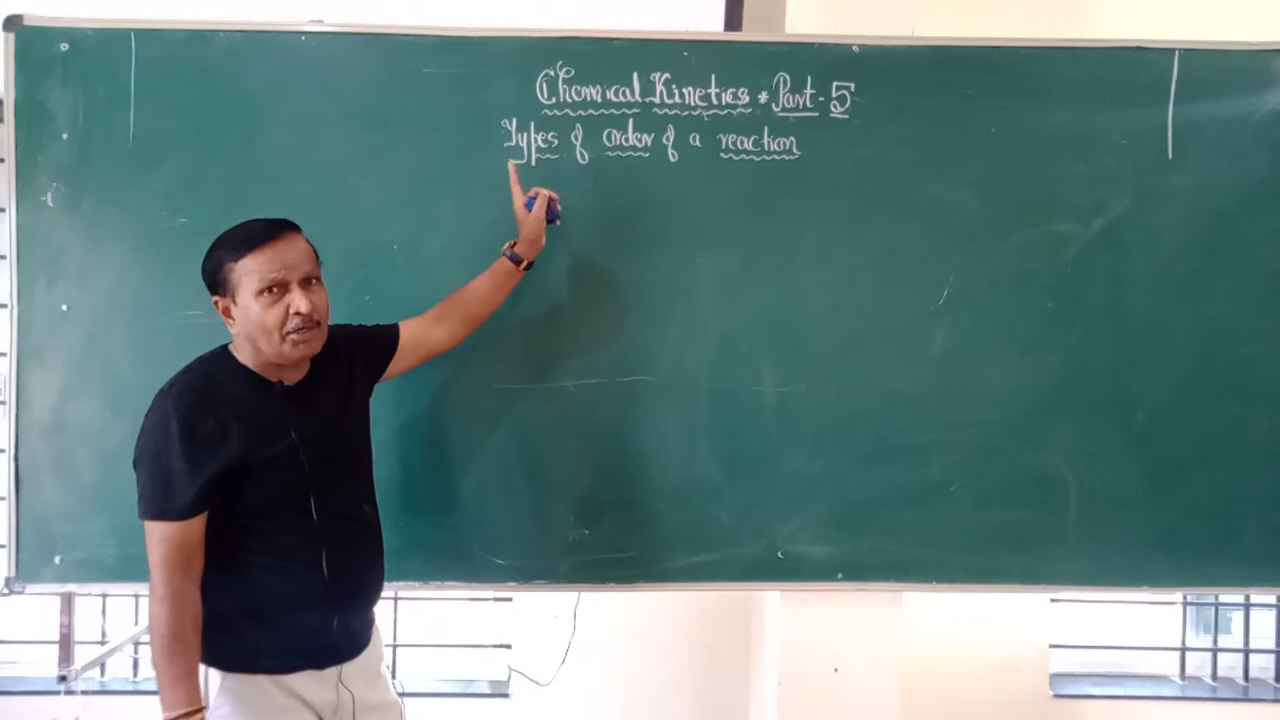 Chemical Kinetics * Part - 5
Types of order of a reaction